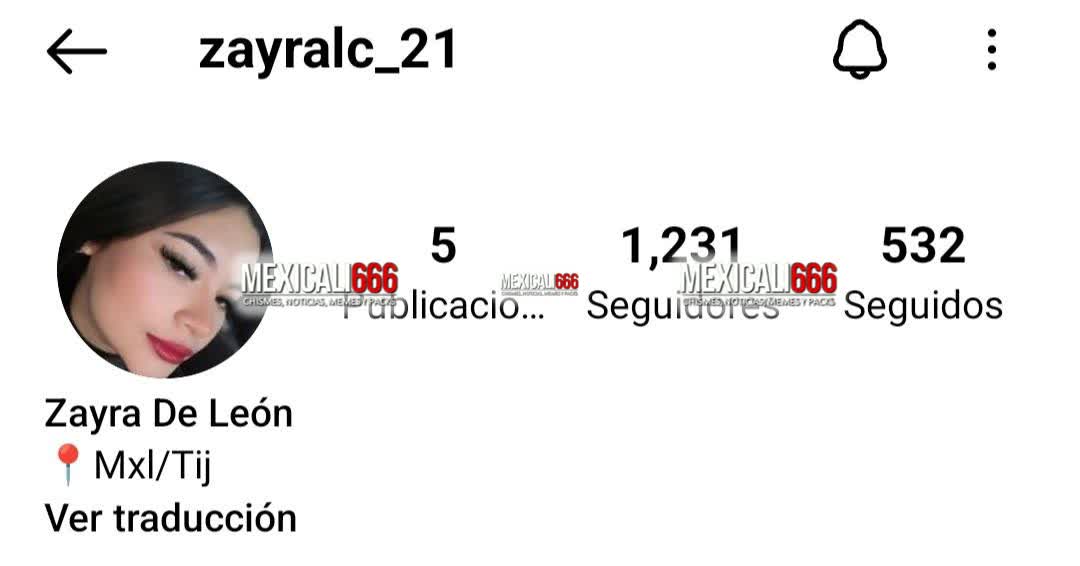 zayralc_21
5 1,231 532
Publicacio... Seguidores Seguidos
MEXICALI666 MEXICALI666 MEXICALI666
CHISMES, NOTICIAS, MEMES Y PACKS CHISMES, NOTICIAS, MEMES Y PACKS CHISMES, NOTICIAS, MEMES Y PACKS
Zayra De León
📍 Mxl/Tij
Ver traducción